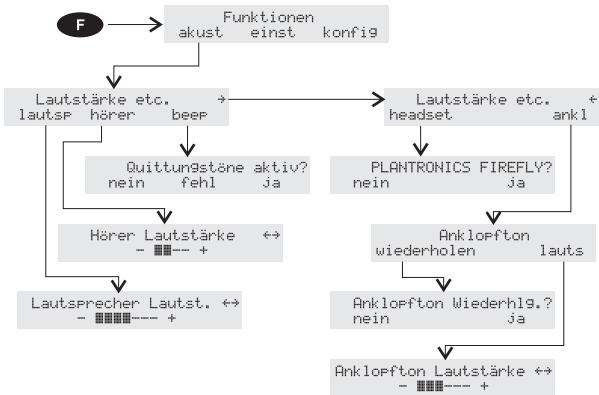 F
Funktionen
akust einst konfig
Lautstärke etc. →
lautsp hörer beep
Lautstärke etc. ←
headset ankl
Quittungstöne aktiv?
nein fehl ja
PLANTRONICS FIREFLY?
nein ja
Hörer Lautstärke ↔
- ▦▦-- +
Anklopfton
wiederholen lauts
Lautsprecher Lautst. ↔
- ▦▦▦▦--- +
Anklopfton Wiederhlg.?
nein ja
Anklopfton Lautstärke ↔
- ▦▦▦--- +